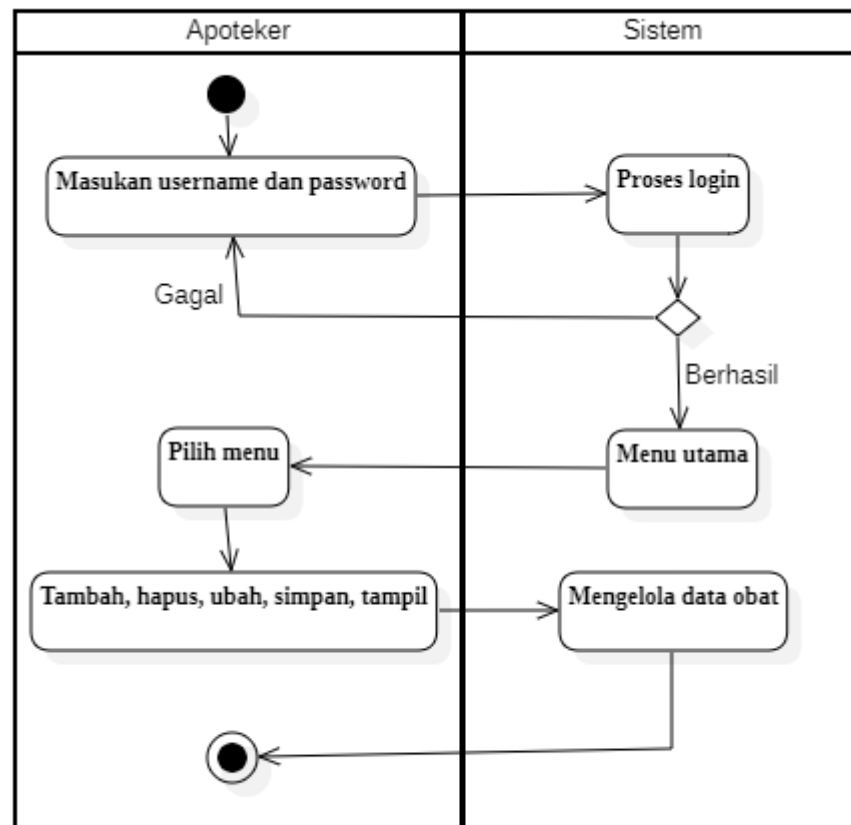 Apoteker
Sistem
Masukan username dan password
Proses login
Gagal
Berhasil
Pilih menu
Menu utama
Tambah, hapus, ubah, simpan, tampil
Mengelola data obat